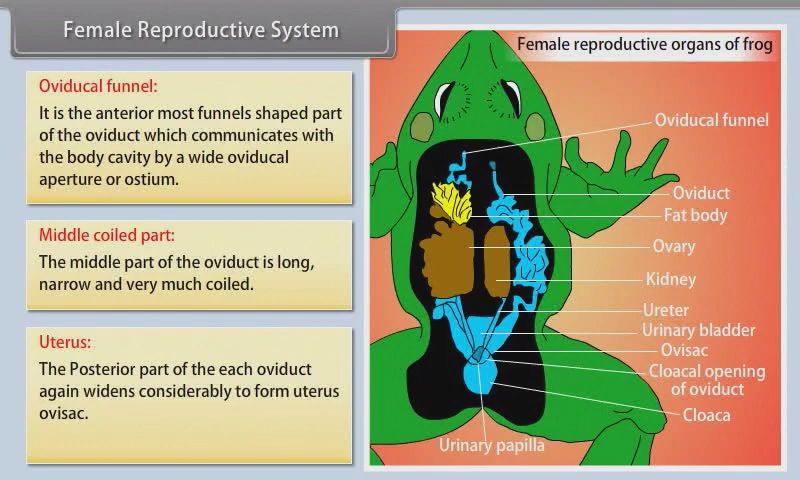 Female Reproductive System
Oviducal funnel:
It is the anterior most funnels shaped part
of the oviduct which communicates with
the body cavity by a wide oviducal
aperture or ostium.
Middle coiled part:
The middle part of the oviduct is long,
narrow and very much coiled.
Uterus:
The Posterior part of the each oviduct
again widens considerably to form uterus
ovisac.
Female reproductive organs of frog
Oviducal funnel
Oviduct
Fat body
Ovary
Kidney
Ureter
Urinary bladder
Ovisac
Cloacal opening
of oviduct
Cloaca
Urinary papilla